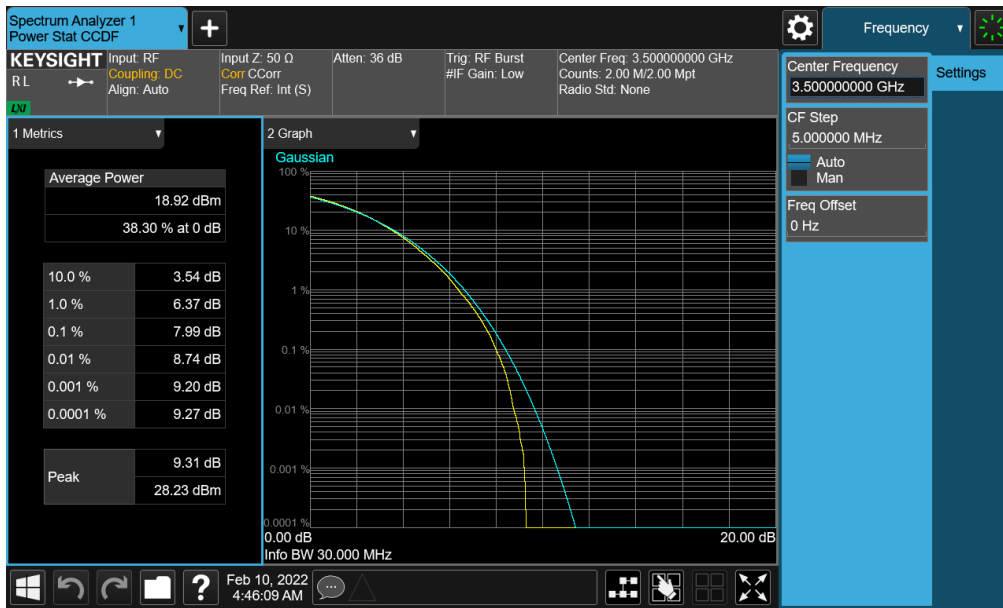 Spectrum Analyzer 1
Power Stat CCDF
+
Frequency
KEYSIGHT
RL
LXI
Input: RF
Coupling: DC
Align: Auto
Input Z: 50 Ω
Corr CCorr
Freq Ref: Int (S)
Atten: 36 dB
Trig: RF Burst
#IF Gain: Low
Center Freq: 3.500000000 GHz
Counts: 2.00 M/2.00 Mpt
Radio Std: None
Center Frequency
3.500000000 GHz
Settings
CF Step
5.000000 MHz
Auto
Man
Freq Offset
0 Hz
1 Metrics
Average Power
18.92 dBm
38.30 % at 0 dB
10.0 % 3.54 dB
1.0 % 6.37 dB
0.1 % 7.99 dB
0.01 % 8.74 dB
0.001 % 9.20 dB
0.0001 % 9.27 dB
Peak
9.31 dB
28.23 dBm
2 Graph
Gaussian
100 %
10 %
1 %
0.1 %
0.01 %
0.001 %
0.0001 %
0.00 dB 20.00 dB
Info BW 30.000 MHz
?
Feb 10, 2022
4:46:09 AM